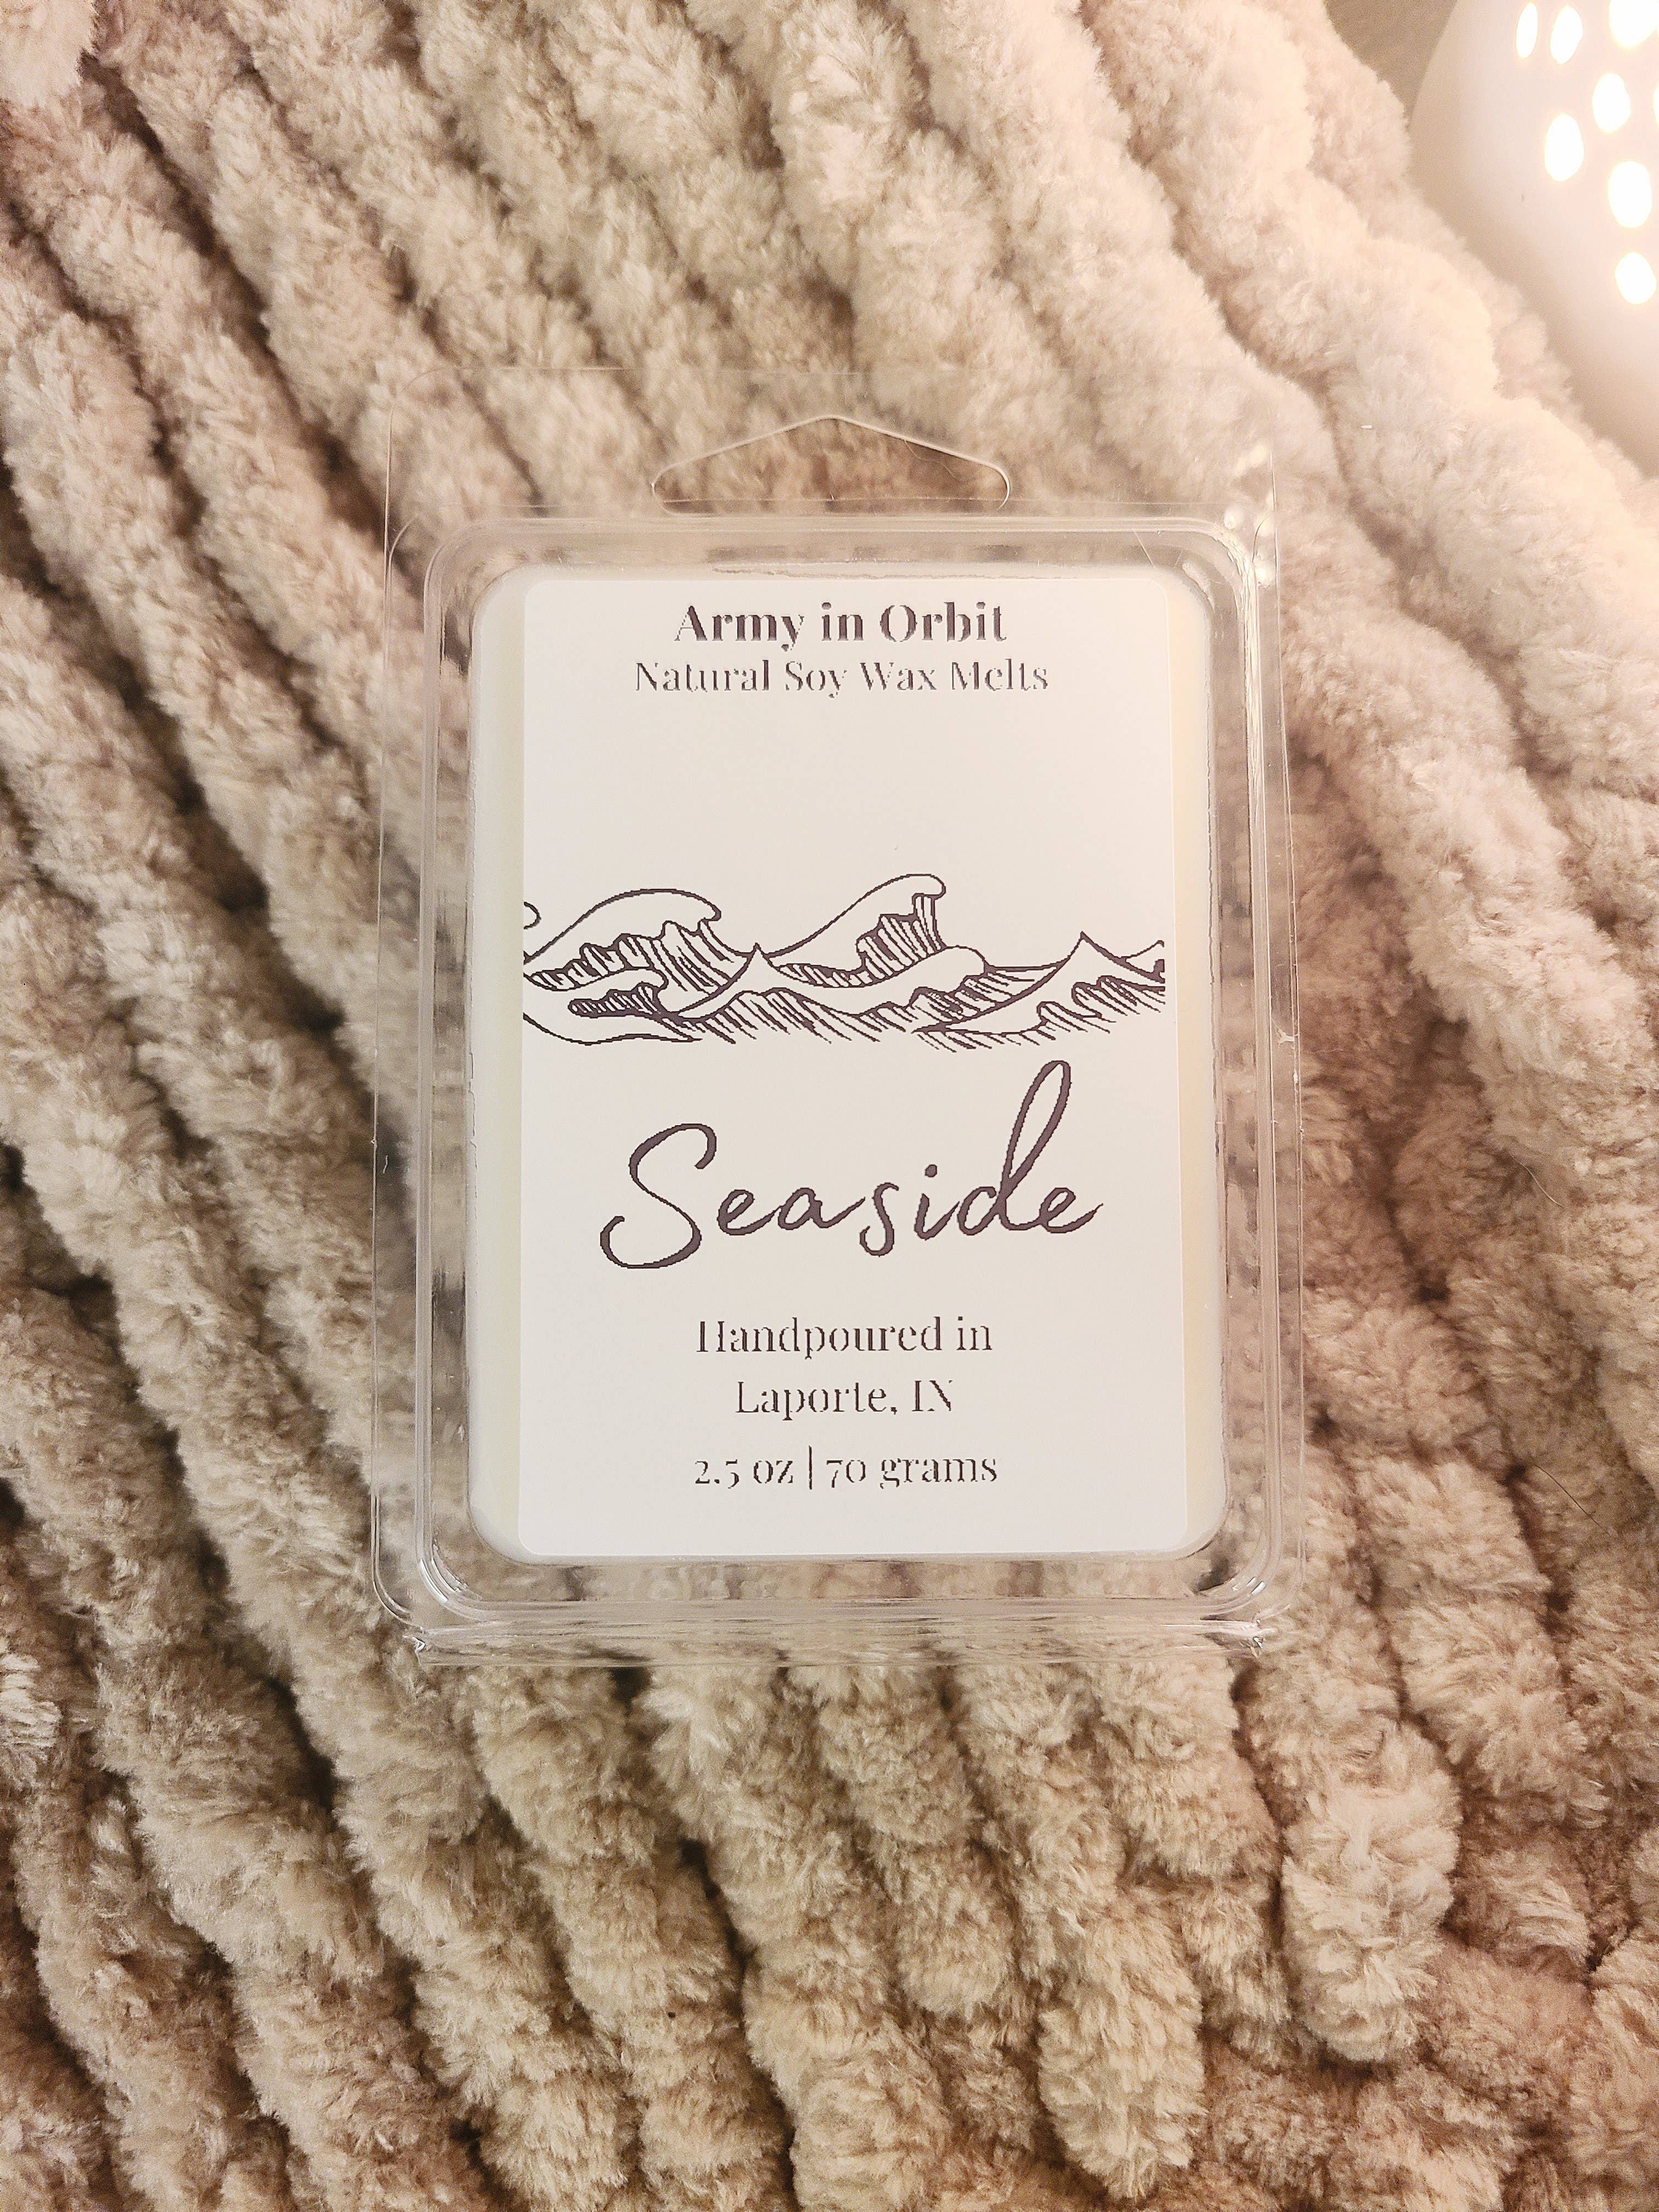 Army in Orbit
Natural Soy Wax Melts
Seaside
Handpoured in
Laporte, IN
2.5 oz | 70 grams